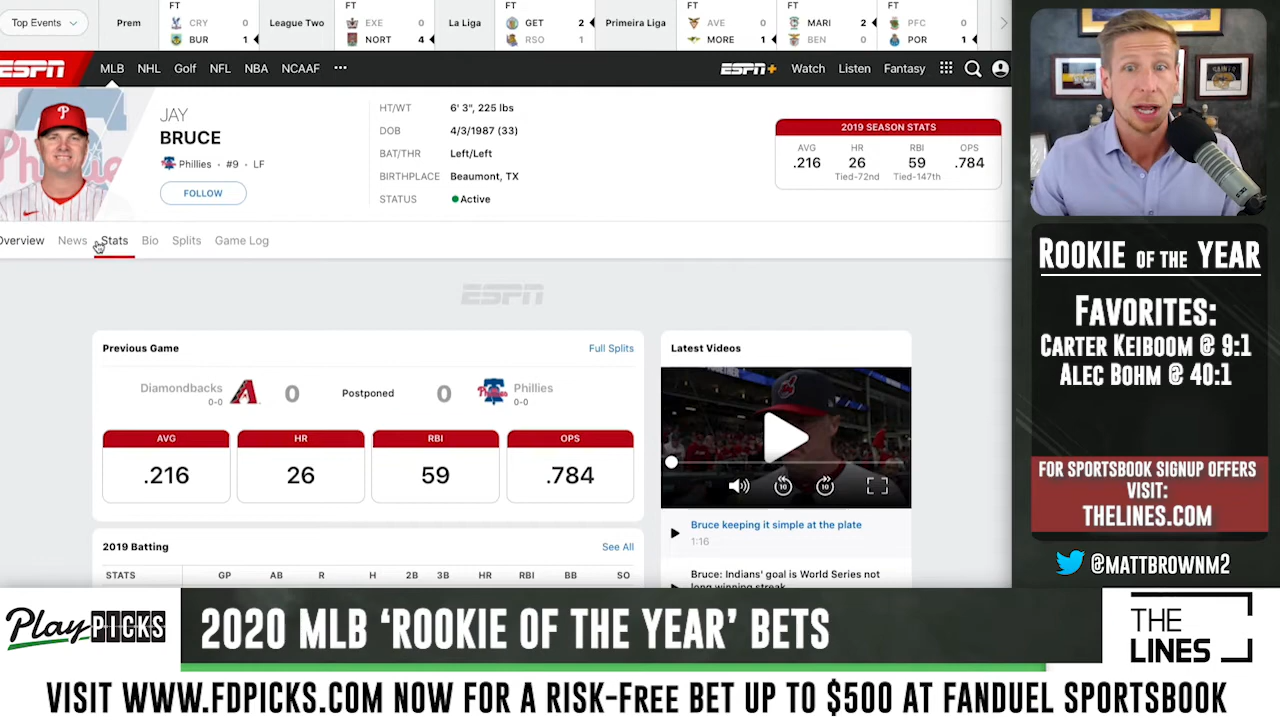 Top Events
Prem
FT
CRY 0
BUR 1
League Two
FT
EXE 0
NORT 4
La Liga
FT
GET 2
RSO 1
Primeira Liga
FT
AVE 0
MORE 1
FT
MARI 2
BEN 0
FT
PFC 0
POR 1
ESPN
MLB NHL Golf NFL NBA NCAAF ...
ESPN+ Watch Listen Fantasy
JAY
BRUCE
Phillies · #9 · LF
FOLLOW
HT/WT 6' 3", 225 lbs
DOB 4/3/1987 (33)
BAT/THR Left/Left
BIRTHPLACE Beaumont, TX
STATUS Active
2019 SEASON STATS
AVG HR RBI OPS
.216 26 59 .784
Tied-72nd Tied-147th
Overview News Stats Bio Splits Game Log
ESPN
Previous Game Full Splits
Diamondbacks 0 Postponed 0 Phillies
0-0 0-0
AVG HR RBI OPS
.216 26 59 .784
2019 Batting See All
STATS GP AB R H 2B 3B HR RBI BB SO
Latest Videos
10 10
Bruce keeping it simple at the plate
1:16
Bruce: Indians' goal is World Series not
long winning streak
ROOKIE OF THE YEAR
FAVORITES:
CARTER KEIBOOM @ 9:1
ALEC BOHM @ 40:1
FOR SPORTSBOOK SIGNUP OFFERS
VISIT:
THELINES.COM
@MATTBROWNM2
Play PICKS
2020 MLB ‘ROOKIE OF THE YEAR’ BETS
THE
LINES
VISIT WWW.FDPICKS.COM NOW FOR A RISK-FREE BET UP TO $500 AT FANDUEL SPORTSBOOK